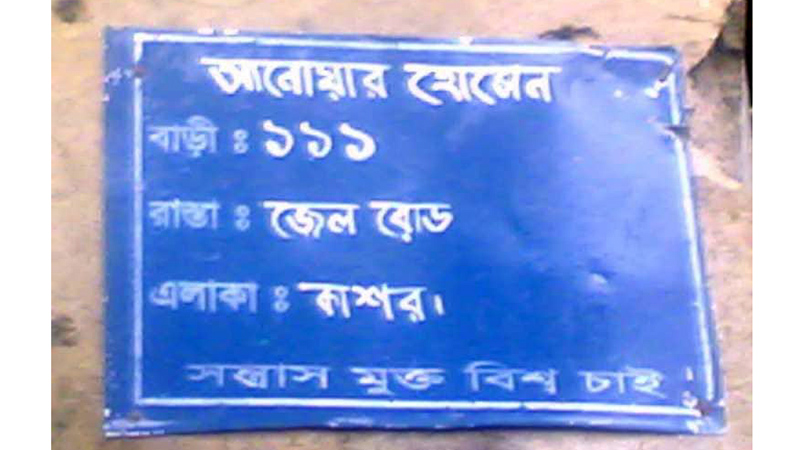 আনোয়ার হোসেন
বাড়ী : ১১১
রাস্তা : জেল রোড
এলাকা : কাশর।
সন্ত্রাস মুক্ত বিশ্ব চাই